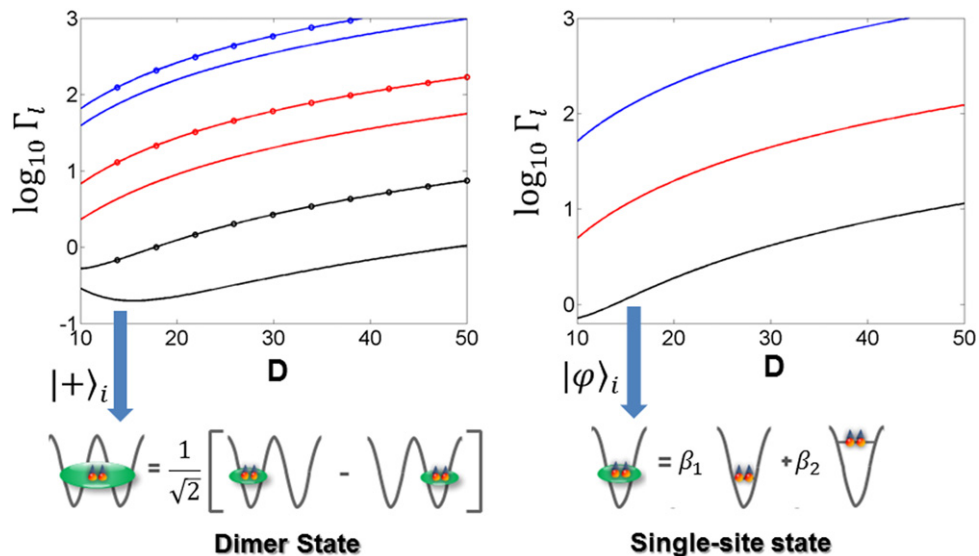 3
2
1
0
-1
log₁₀ Γₗ
10 20 30 40 50
D
|+⟩ᵢ
= 1/√2 [ - ]
Dimer State
3
2
1
0
log₁₀ Γₗ
10 20 30 40 50
D
|φ⟩ᵢ
= β₁ +β₂
Single-site state